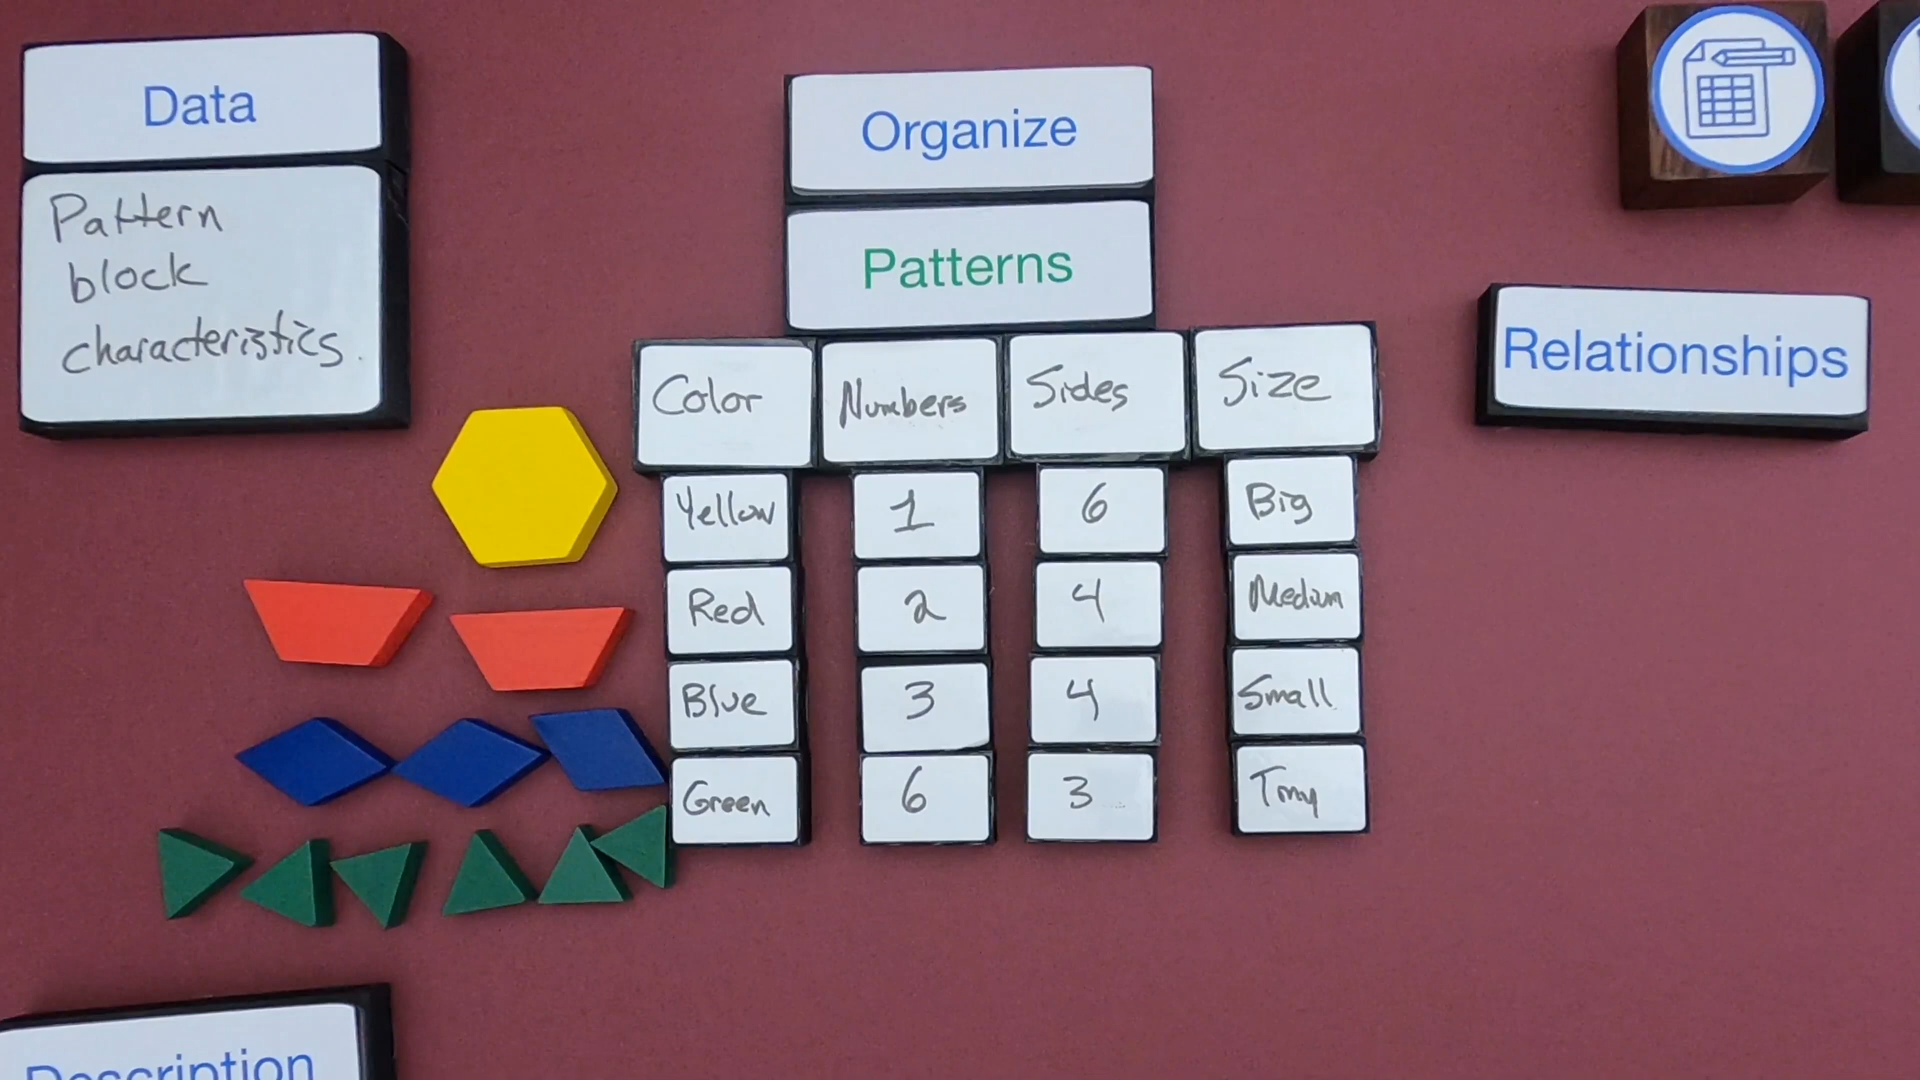 Data
Pattern
block
characteristics.
Organize
Patterns
Relationships
Color Numbers Sides Size
Yellow 1 6 Big
Red 2 4 Medium
Blue 3 4 Small
Green 6 3 Tiny
Description